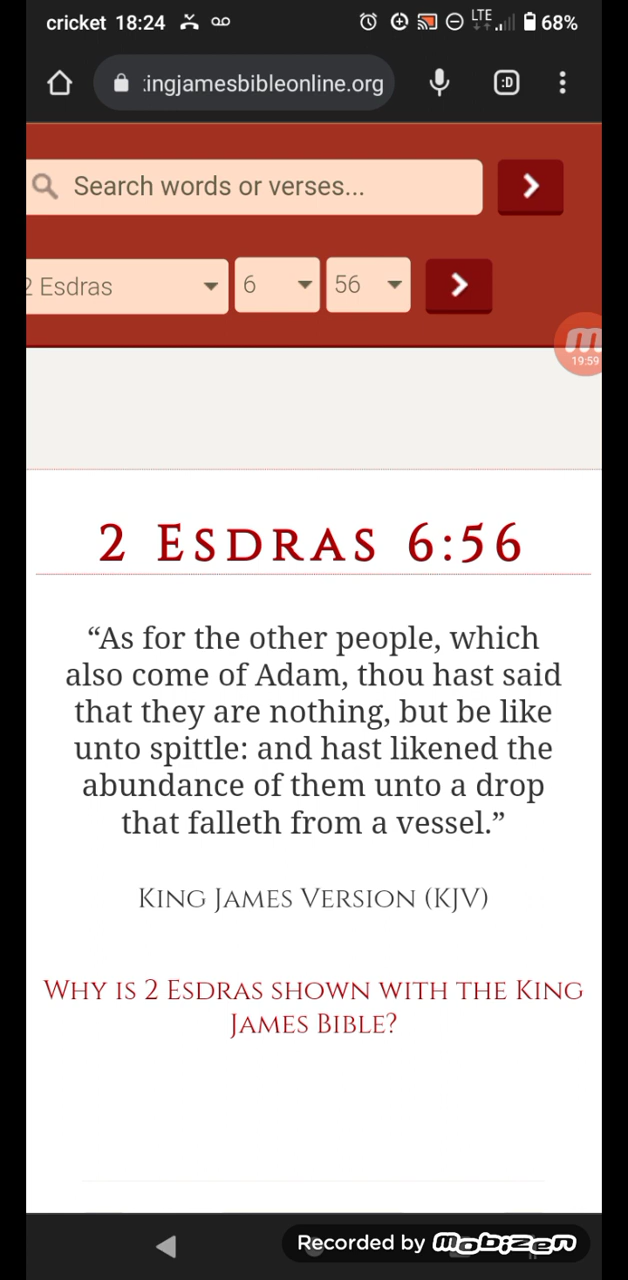 cricket 18:24 LTE 68%
:ingjamesbibleonline.org :D
Search words or verses...
2 Esdras 6 56
m
19:59
2 Esdras 6:56
“As for the other people, which
also come of Adam, thou hast said
that they are nothing, but be like
unto spittle: and hast likened the
abundance of them unto a drop
that falleth from a vessel.”
King James Version (KJV)
Why is 2 Esdras shown with the King
James Bible?
Recorded by mobizen